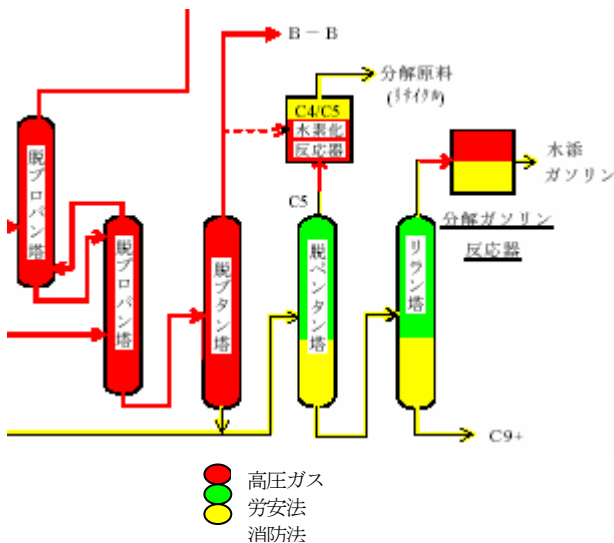 B－B
分解原料
(ﾘｻｲｸﾙ)
C4/C5
水素化
反応器
水添
ガソリン
脱プロパン塔
C5
分解ガソリン
反応器
脱プロパン塔
脱ブタン塔
脱ペンタン塔
リラン塔
C9+
高圧ガス
労安法
消防法